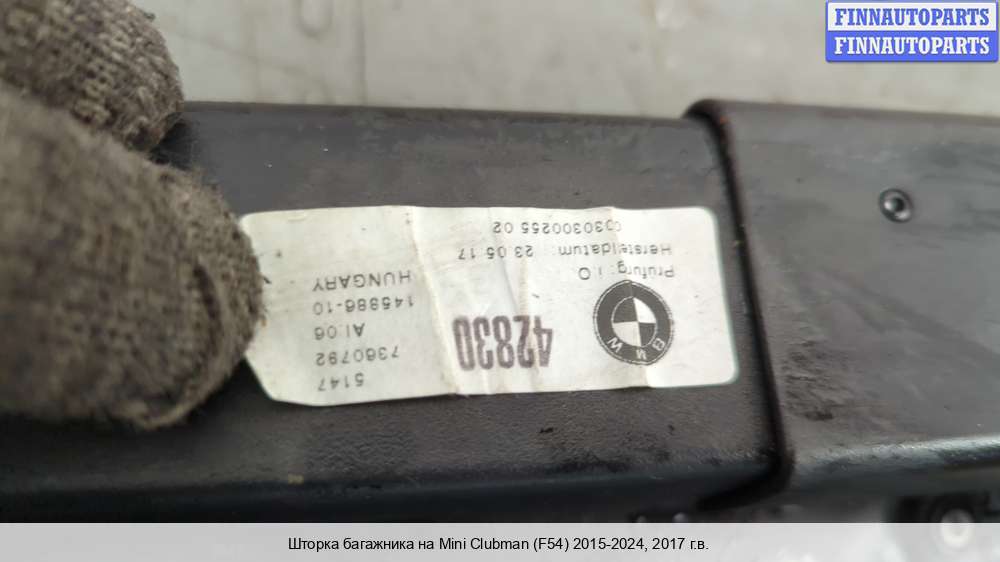 FINNAUTOPARTS
FINNAUTOPARTS
5147
7360792
AI.06
145886-10
HUNGARY
42830
BMW
Prüfung: i.O
Herstelldatum: 23.05.17
030300255 02
Шторка багажника на Mini Clubman (F54) 2015-2024, 2017 г.в.